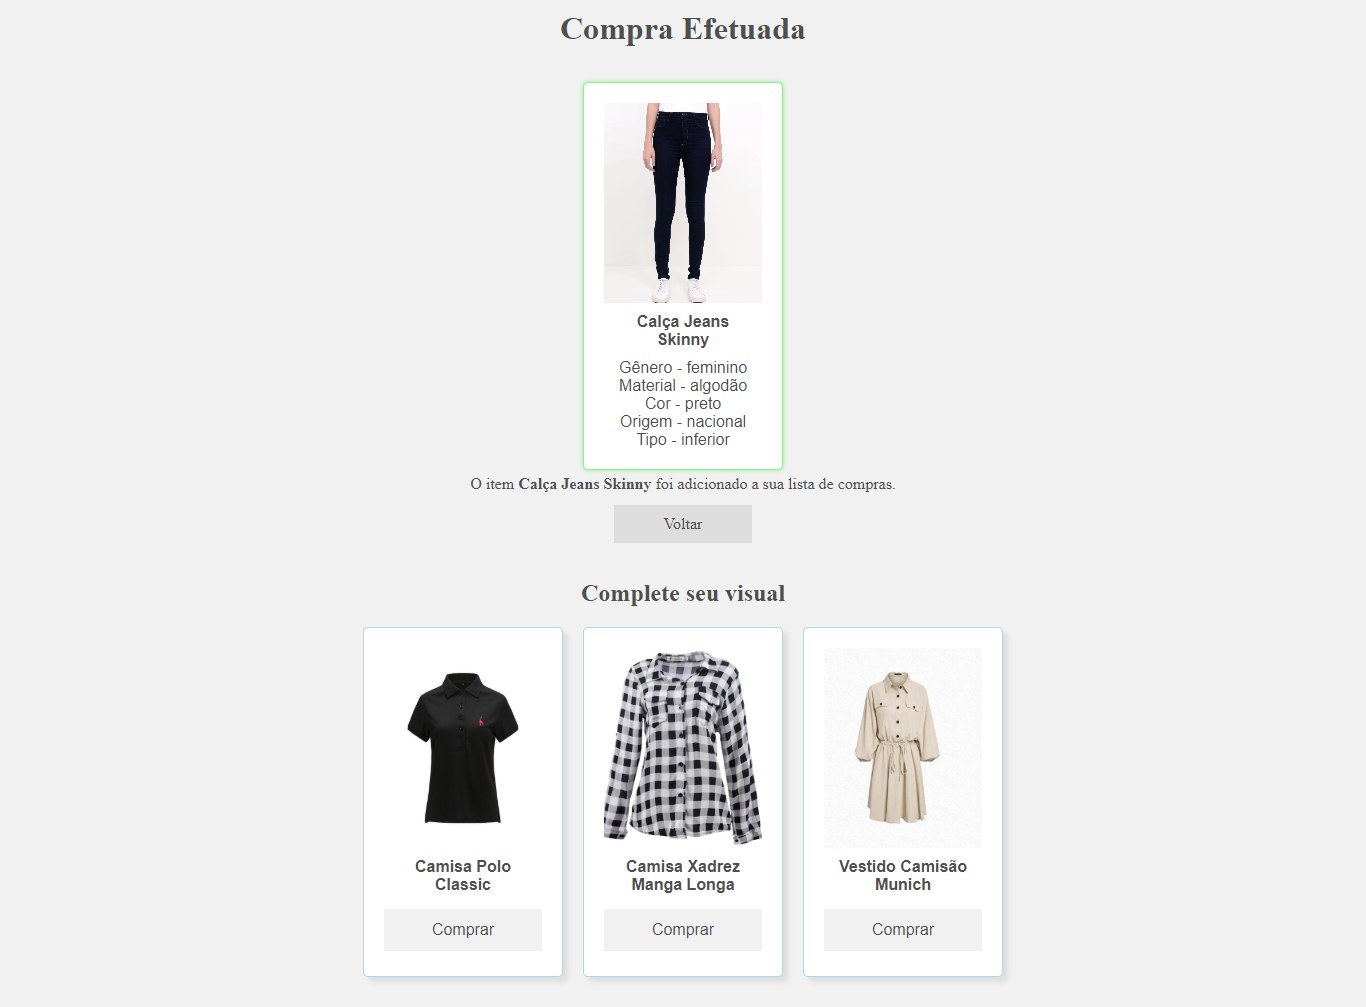 Compra Efetuada
Calça Jeans
Skinny
Gênero - feminino
Material - algodão
Cor - preto
Origem - nacional
Tipo - inferior
O item Calça Jeans Skinny foi adicionado a sua lista de compras.
Voltar
Complete seu visual
Camisa Polo
Classic
Comprar
Camisa Xadrez
Manga Longa
Comprar
Vestido Camisão
Munich
Comprar